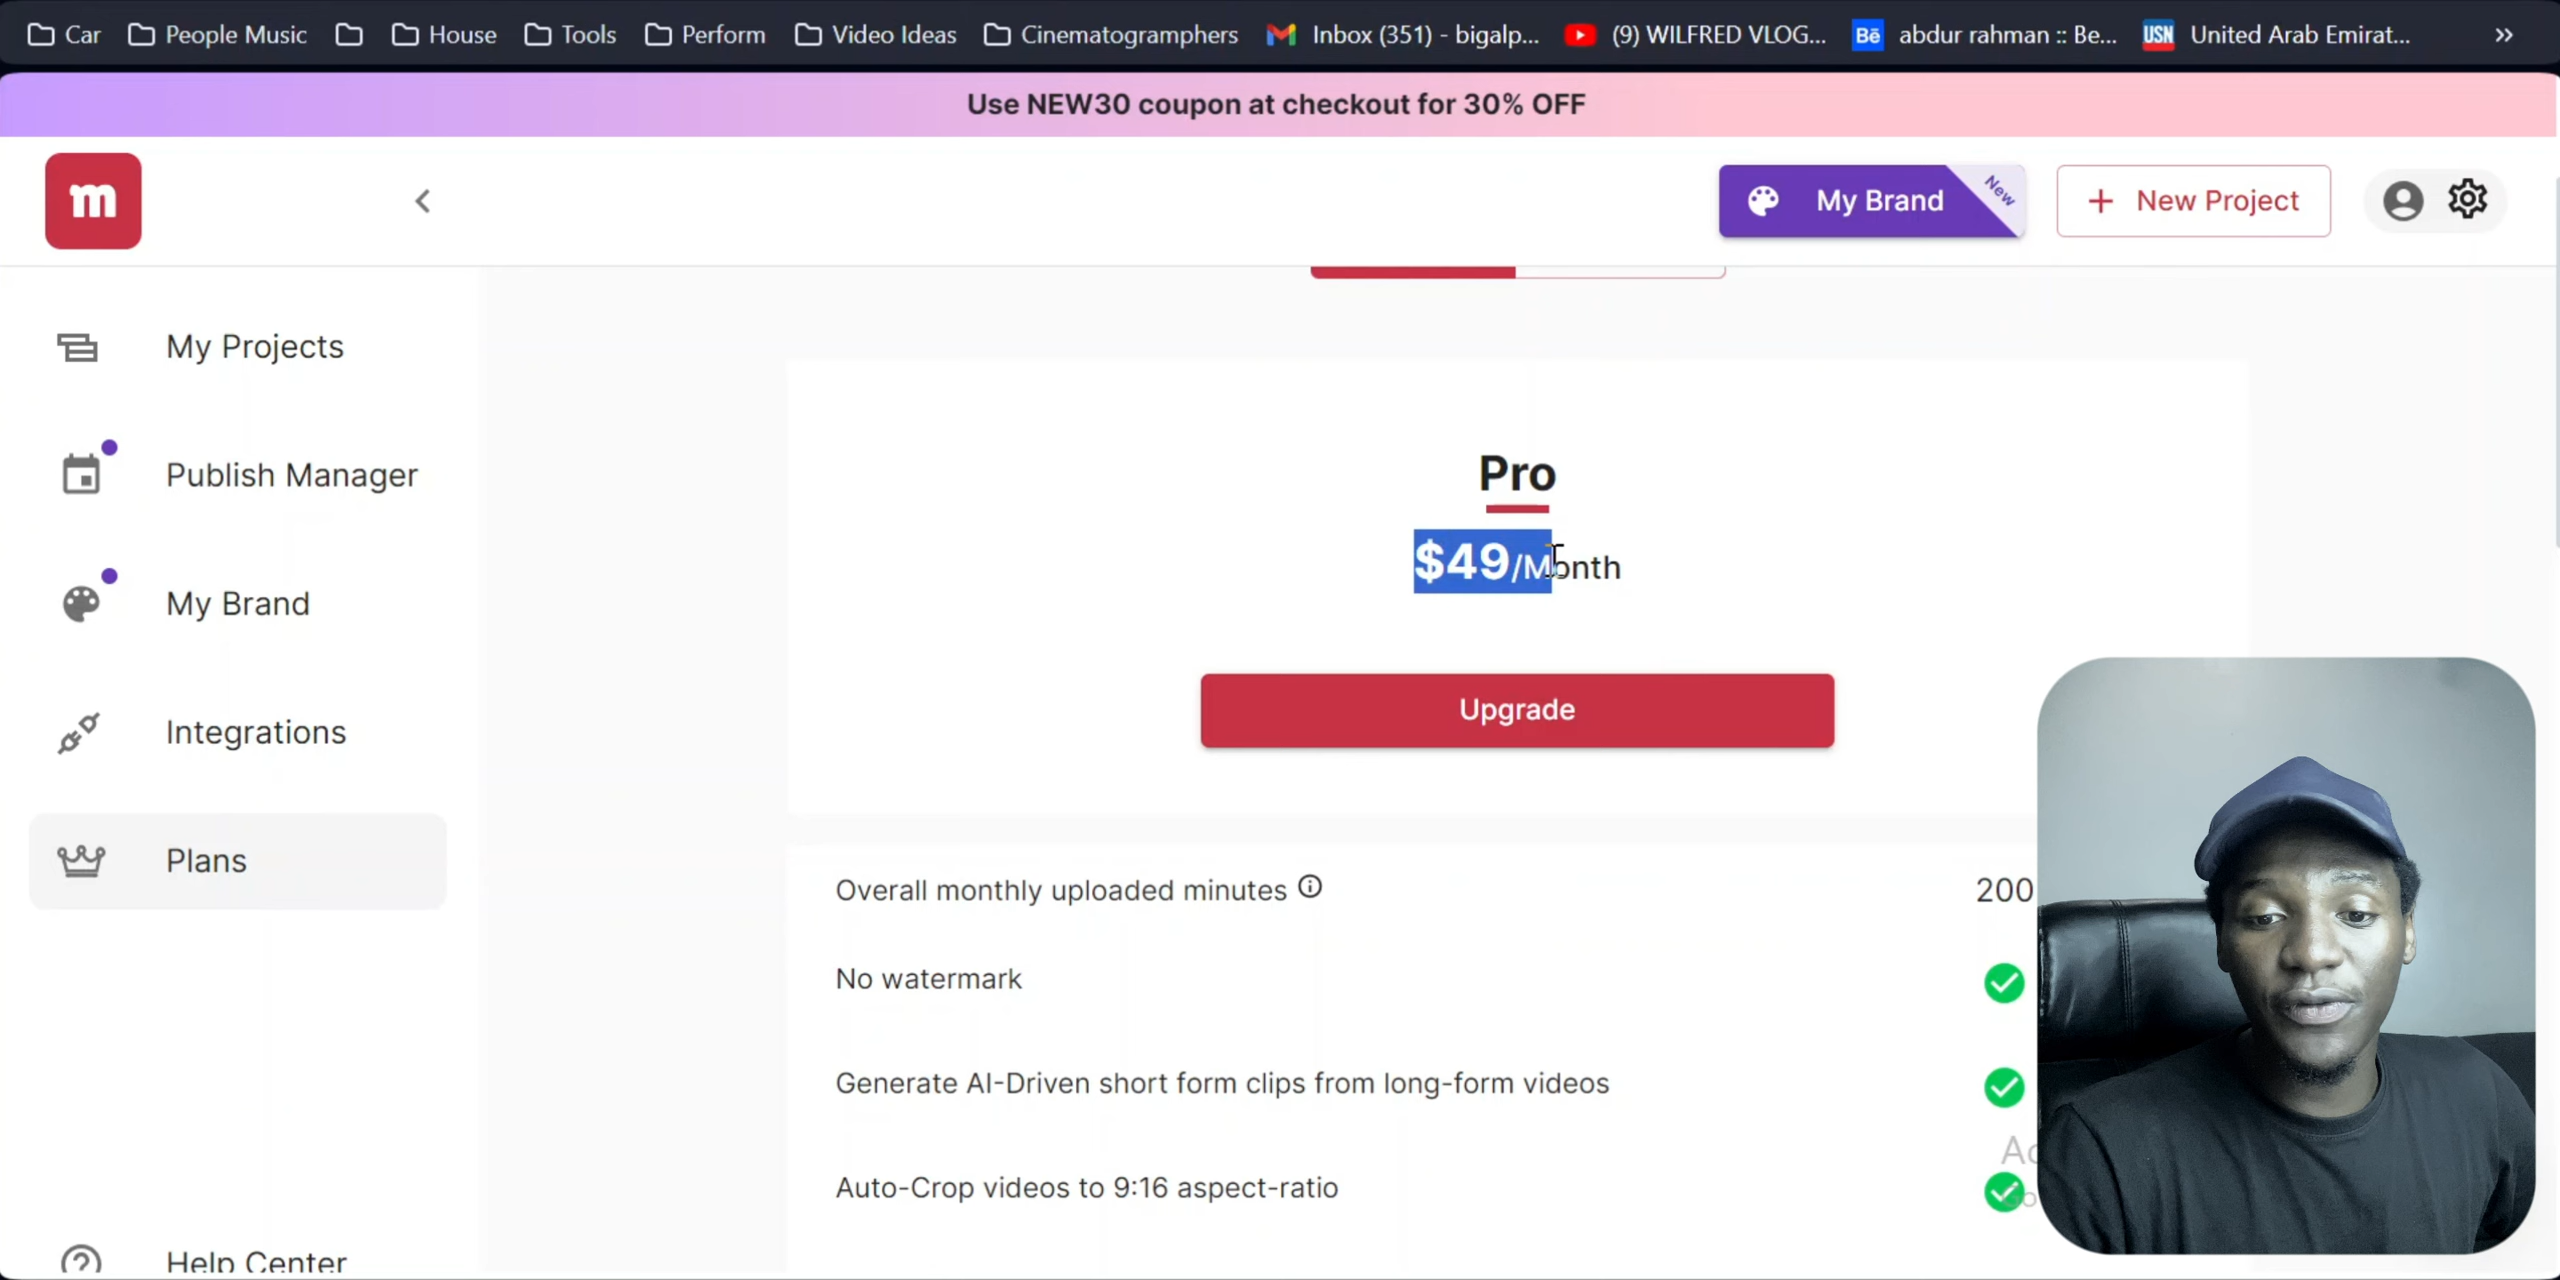 Car People Music House Tools Perform Video Ideas Cinematogramphers Inbox (351) - bigalp... (9) WILFRED VLOG... Bē abdur rahman :: Be... USN United Arab Emirat... »
Use NEW30 coupon at checkout for 30% OFF
m
My Brand New
+ New Project
My Projects
Publish Manager
My Brand
Integrations
Plans
Help Center
Pro
$49/Month
Upgrade
Overall monthly uploaded minutes 200
No watermark
Generate AI-Driven short form clips from long-form videos
Auto-Crop videos to 9:16 aspect-ratio